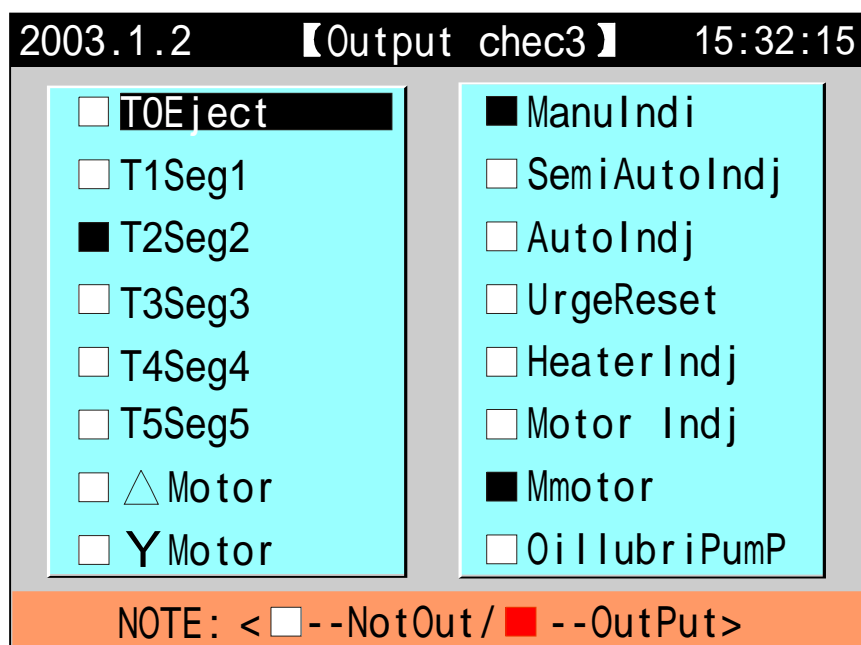 2003.1.2 【Output chec3】 15:32:15
□ T0Eject
□ T1Seg1
■ T2Seg2
□ T3Seg3
□ T4Seg4
□ T5Seg5
□ △ Motor
□ Y Motor
■ ManuIndi
□ SemiAutoIndj
□ AutoIndj
□ UrgeReset
□ HeaterIndj
□ Motor Indj
■ Mmotor
□ OillubriPumP
NOTE: <□--NotOut/■ --OutPut>